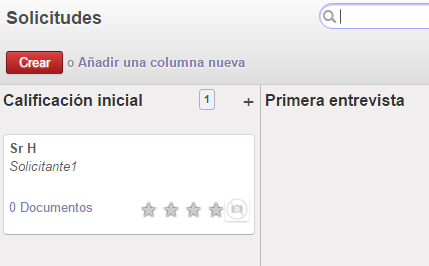 Solicitudes
Crear o Añadir una columna nueva
Calificación inicial 1 + Primera entrevista
Sr H
Solicitante1
0 Documentos